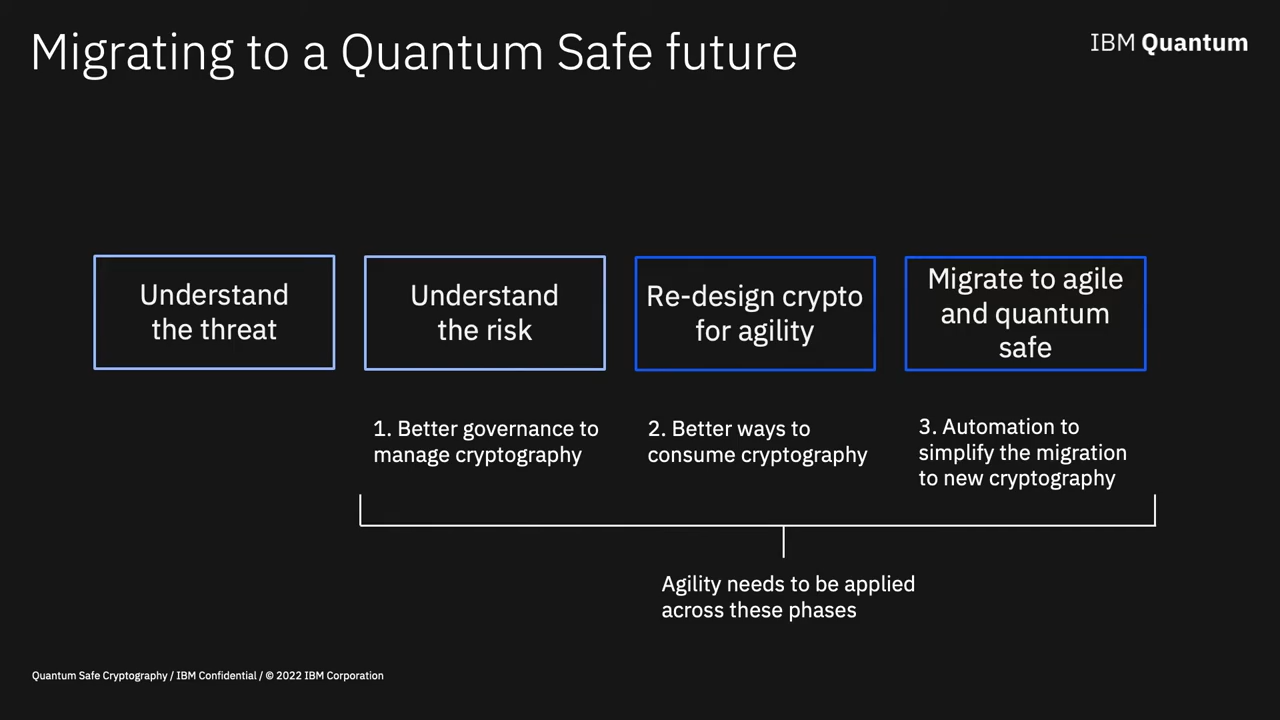 Migrating to a Quantum Safe future
IBM Quantum
Understand
the threat
Understand
the risk
Re-design crypto
for agility
Migrate to agile
and quantum
safe
1. Better governance to
manage cryptography
2. Better ways to
consume cryptography
3. Automation to
simplify the migration
to new cryptography
Agility needs to be applied
across these phases
Quantum Safe Cryptography / IBM Confidential / © 2022 IBM Corporation